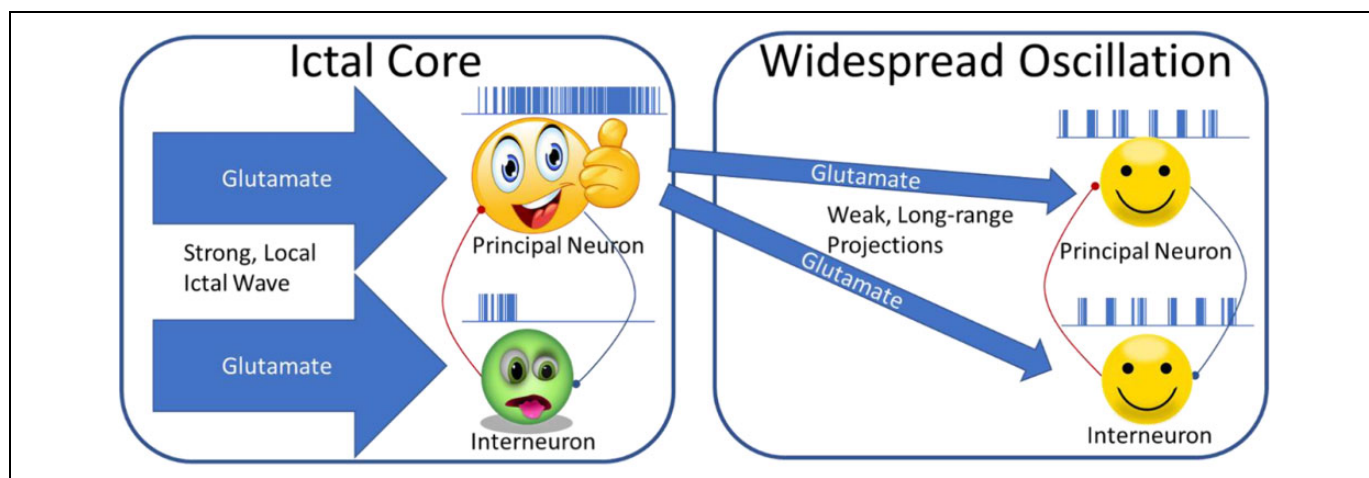 Ictal Core
Glutamate
Strong, Local
Ictal Wave
Glutamate
Principal Neuron
Interneuron
Widespread Oscillation
Glutamate
Weak, Long-range
Projections
Glutamate
Principal Neuron
Interneuron